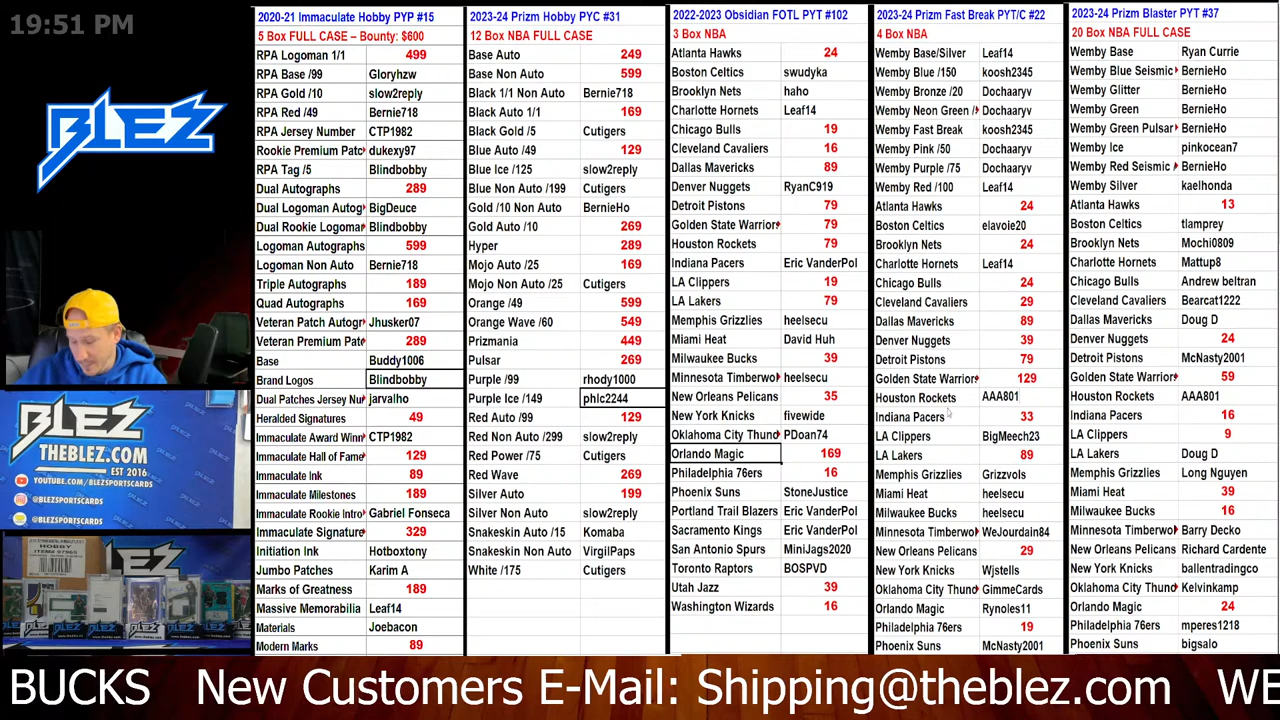 19:51 PM
BLEZ
BLEZ
THEBLEZ.COM
EST 2016
YOUTUBE.COM/BLEZSPORTSCARDS
@BLEZSPORTSCARDS
@BLEZSPORTSCARDS
HOBBY
2020-21 Immaculate Hobby PYP #15
5 Box FULL CASE – Bounty: $600
RPA Logoman 1/1 499
RPA Base /99 Gloryhzw
RPA Gold /10 slow2reply
RPA Red /49 Bernie718
RPA Jersey Number CTP1982
Rookie Premium Patc dukexy97
RPA Tag /5 Blindbobby
Dual Autographs 289
Dual Logoman Autog BigDeuce
Dual Rookie Logoma Blindbobby
Logoman Autographs 599
Logoman Non Auto Bernie718
Triple Autographs 189
Quad Autographs 169
Veteran Patch Autogr Jhusker07
Veteran Premium Pat 289
Base Buddy1006
Brand Logos Blindbobby
Dual Patches Jersey Nu jarvalho
Heralded Signatures 49
Immaculate Award Winn CTP1982
Immaculate Hall of Fame 129
Immaculate Ink 89
Immaculate Milestones 189
Immaculate Rookie Intro Gabriel Fonseca
Immaculate Signature 329
Initiation Ink Hotboxtony
Jumbo Patches Karim A
Marks of Greatness 189
Massive Memorabilia Leaf14
Materials Joebacon
Modern Marks 89
2023-24 Prizm Hobby PYC #31
12 Box NBA FULL CASE
Base Auto 249
Base Non Auto 599
Black 1/1 Non Auto Bernie718
Black Auto 1/1 169
Black Gold /5 Cutigers
Blue Auto /49 129
Blue Ice /125 slow2reply
Blue Non Auto /199 Cutigers
Gold /10 Non Auto BernieHo
Gold Auto /10 269
Hyper 289
Mojo Auto /25 169
Mojo Non Auto /25 Cutigers
Orange /49 599
Orange Wave /60 549
Prizmania 449
Pulsar 269
Purple /99 rhody1000
Purple Ice /149 phlc2244
Red Auto /99 129
Red Non Auto /299 slow2reply
Red Power /75 Cutigers
Red Wave 269
Silver Auto 199
Silver Non Auto slow2reply
Snakeskin Auto /15 Komaba
Snakeskin Non Auto VirgilPaps
White /175 Cutigers
2022-2023 Obsidian FOTL PYT #102
3 Box NBA
Atlanta Hawks 24
Boston Celtics swudyka
Brooklyn Nets haho
Charlotte Hornets Leaf14
Chicago Bulls 19
Cleveland Cavaliers 16
Dallas Mavericks 89
Denver Nuggets RyanC919
Detroit Pistons 79
Golden State Warrior 79
Houston Rockets 79
Indiana Pacers Eric VanderPol
LA Clippers 19
LA Lakers 79
Memphis Grizzlies heelsecu
Miami Heat David Huh
Milwaukee Bucks 39
Minnesota Timberwo heelsecu
New Orleans Pelicans 35
New York Knicks fivewide
Oklahoma City Thund PDoan74
Orlando Magic 169
Philadelphia 76ers 16
Phoenix Suns StoneJustice
Portland Trail Blazers Eric VanderPol
Sacramento Kings Eric VanderPol
San Antonio Spurs MiniJags2020
Toronto Raptors BOSPVD
Utah Jazz 39
Washington Wizards 16
2023-24 Prizm Fast Break PYT/C #22
4 Box NBA
Wemby Base/Silver Leaf14
Wemby Blue /150 koosh2345
Wemby Bronze /20 Dochaaryv
Wemby Neon Green / Dochaaryv
Wemby Fast Break koosh2345
Wemby Pink /50 Dochaaryv
Wemby Purple /75 Dochaaryv
Wemby Red /100 Leaf14
Atlanta Hawks 24
Boston Celtics elavoie20
Brooklyn Nets 24
Charlotte Hornets Leaf14
Chicago Bulls 24
Cleveland Cavaliers 29
Dallas Mavericks 89
Denver Nuggets 39
Detroit Pistons 79
Golden State Warrior 129
Houston Rockets AAA801
Indiana Pacers 33
LA Clippers BigMeech23
LA Lakers 89
Memphis Grizzlies Grizzvols
Miami Heat heelsecu
Milwaukee Bucks heelsecu
Minnesota Timberwo WeJourdain84
New Orleans Pelicans 29
New York Knicks Wjstells
Oklahoma City Thund GimmeCards
Orlando Magic Rynoles11
Philadelphia 76ers 19
Phoenix Suns McNasty2001
2023-24 Prizm Blaster PYT #37
20 Box NBA FULL CASE
Wemby Base Ryan Currie
Wemby Blue Seismic BernieHo
Wemby Glitter BernieHo
Wemby Green BernieHo
Wemby Green Pulsar BernieHo
Wemby Ice pinkocean7
Wemby Red Seismic BernieHo
Wemby Silver kaelhonda
Atlanta Hawks 13
Boston Celtics tlamprey
Brooklyn Nets Mochi0809
Charlotte Hornets Mattup8
Chicago Bulls Andrew beltran
Cleveland Cavaliers Bearcat1222
Dallas Mavericks Doug D
Denver Nuggets 24
Detroit Pistons McNasty2001
Golden State Warrior 59
Houston Rockets AAA801
Indiana Pacers 16
LA Clippers 9
LA Lakers Doug D
Memphis Grizzlies Long Nguyen
Miami Heat 39
Milwaukee Bucks 16
Minnesota Timberwo Barry Decko
New Orleans Pelicans Richard Cardente
New York Knicks ballentradingco
Oklahoma City Thund Kelvinkamp
Orlando Magic 24
Philadelphia 76ers mperes1218
Phoenix Suns bigsalo
BUCKS New Customers E-Mail: Shipping@theblez.com WE